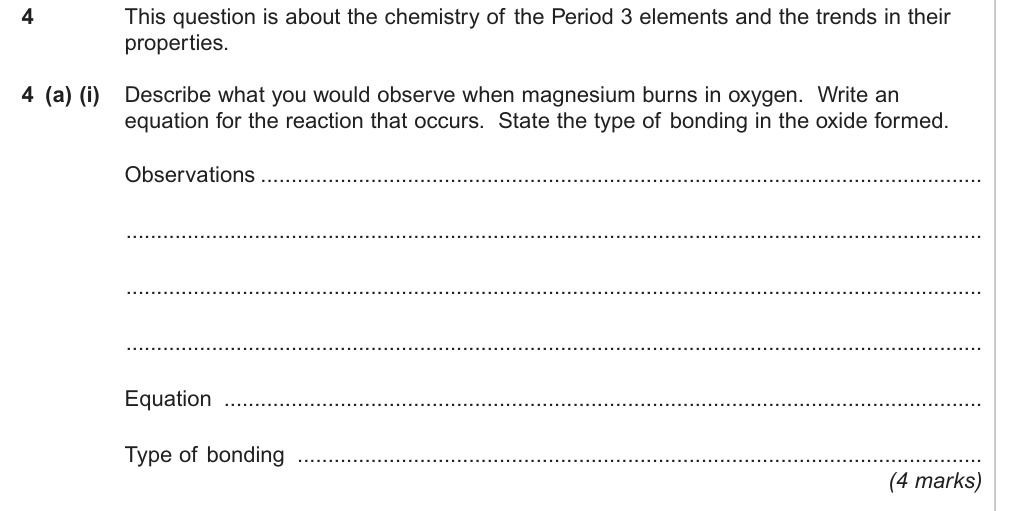 4 This question is about the chemistry of the Period 3 elements and the trends in their
properties.
4 (a) (i) Describe what you would observe when magnesium burns in oxygen. Write an
equation for the reaction that occurs. State the type of bonding in the oxide formed.
Observations ................................................................
................................................................
................................................................
................................................................
Equation ................................................................
Type of bonding ................................................................
(4 marks)